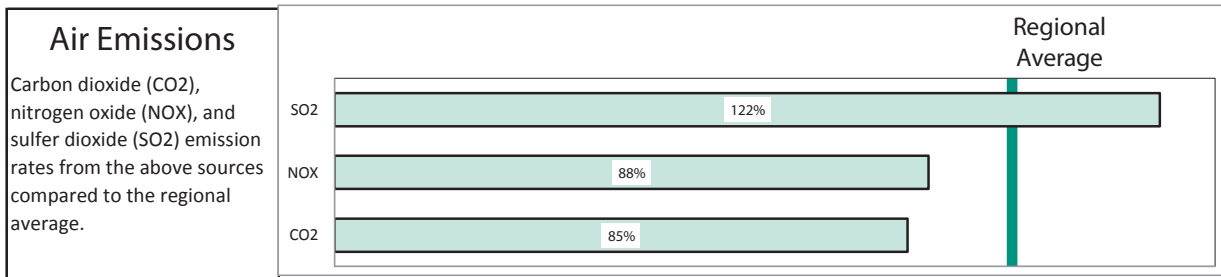 Air Emissions
Carbon dioxide (CO2),
nitrogen oxide (NOX), and
sulfer dioxide (SO2) emission
rates from the above sources
compared to the regional
average.
Regional
Average
SO2
122%
NOX
88%
CO2
85%